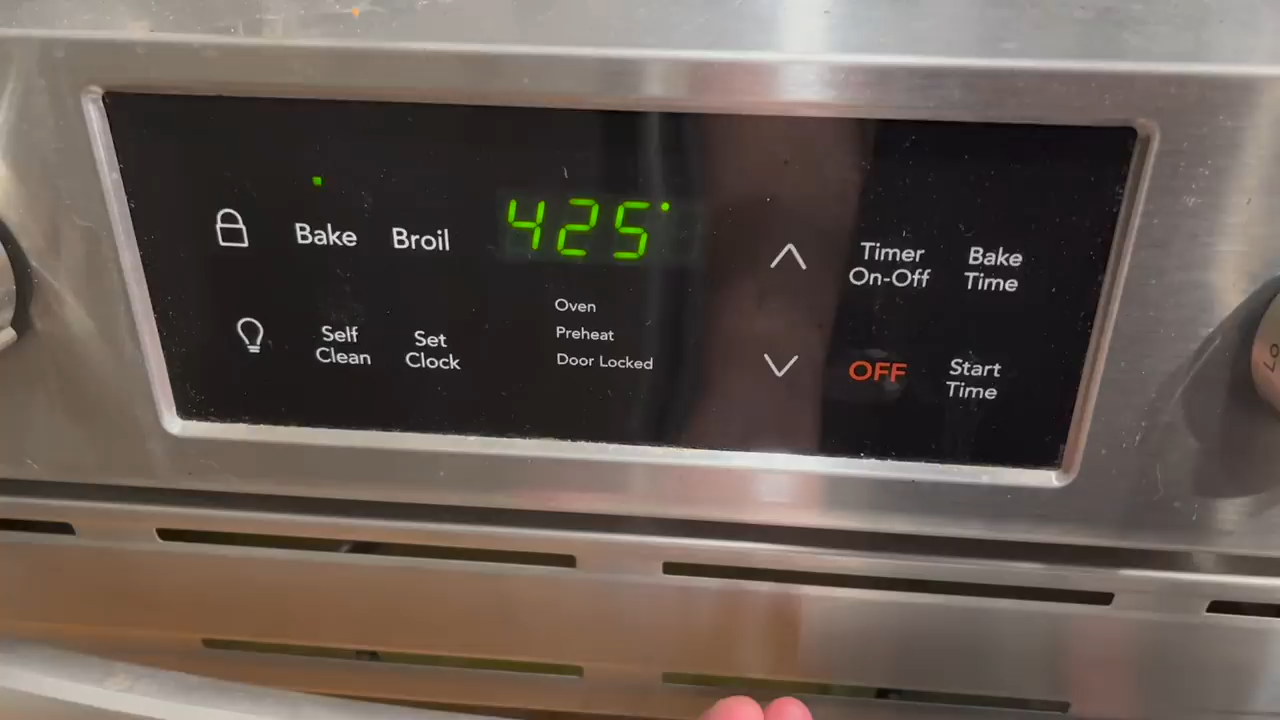 425°
Bake Broil
Timer On-Off
Bake Time
Oven
Preheat
Door Locked
Self Clean
Set Clock
OFF
Start Time
Lo